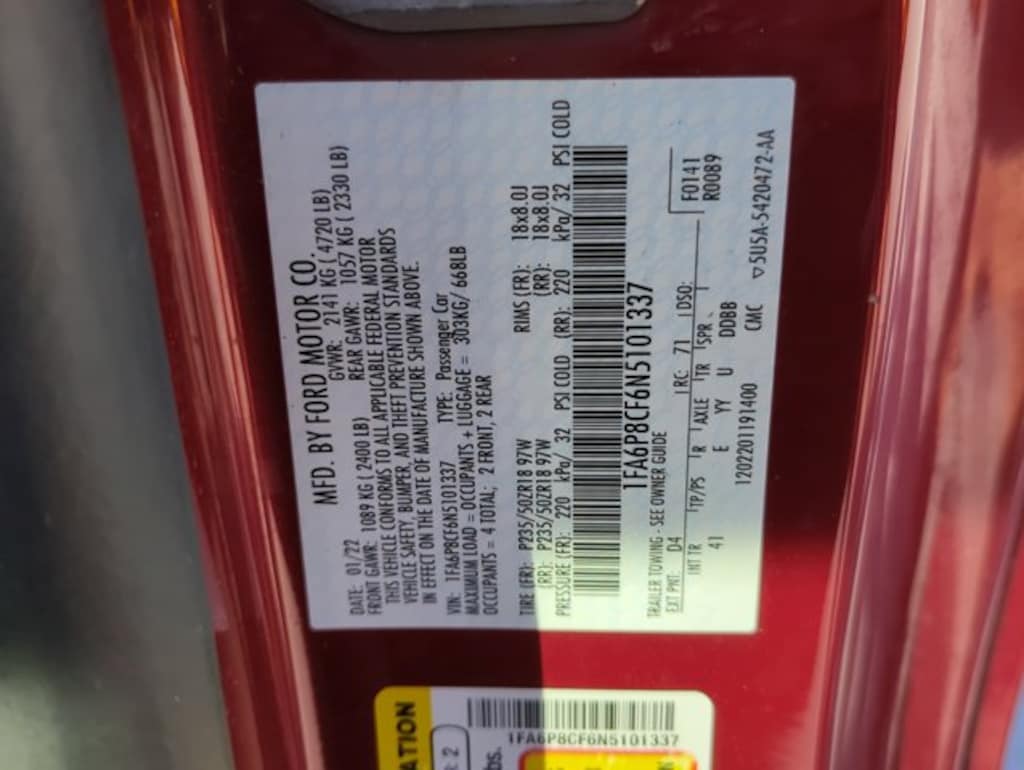 MFD. BY FORD MOTOR CO.
DATE: 01/22 GVWR: 2141 KG ( 4720 LB)
FRONT GAWR: 1089 KG ( 2400 LB) REAR GAWR: 1057 KG ( 2330 LB)
THIS VEHICLE CONFORMS TO ALL APPLICABLE FEDERAL MOTOR
VEHICLE SAFETY, BUMPER, AND THEFT PREVENTION STANDARDS
IN EFFECT ON THE DATE OF MANUFACTURE SHOWN ABOVE.
VIN: 1FA6P8CF6N5101337 TYPE: Passenger Car
MAXIMUM LOAD = OCCUPANTS + LUGGAGE = 303KG/ 668LB
OCCUPANTS = 4 TOTAL; 2 FRONT, 2 REAR
TIRE (FR): P235/50ZR18 97W RIMS (FR): 18x8.0J
(RR): P235/50ZR18 97W (RR): 18x8.0J
PRESSURE (FR): 220 kPa/ 32 PSI COLD (RR): 220 kPa/ 32 PSI COLD
1FA6P8CF6N5101337
TRAILER TOWING - SEE OWNER GUIDE
EXT PNT: D4 RC: 71 DSO: F0141
R0089
INT TR TP/PS R AXLE TR SPR
41 E YY U DDBB
1202201191400 CMC ▽5U5A-5420472-AA
ATION
: 2
bs.
1FA6P8CF6N5101337